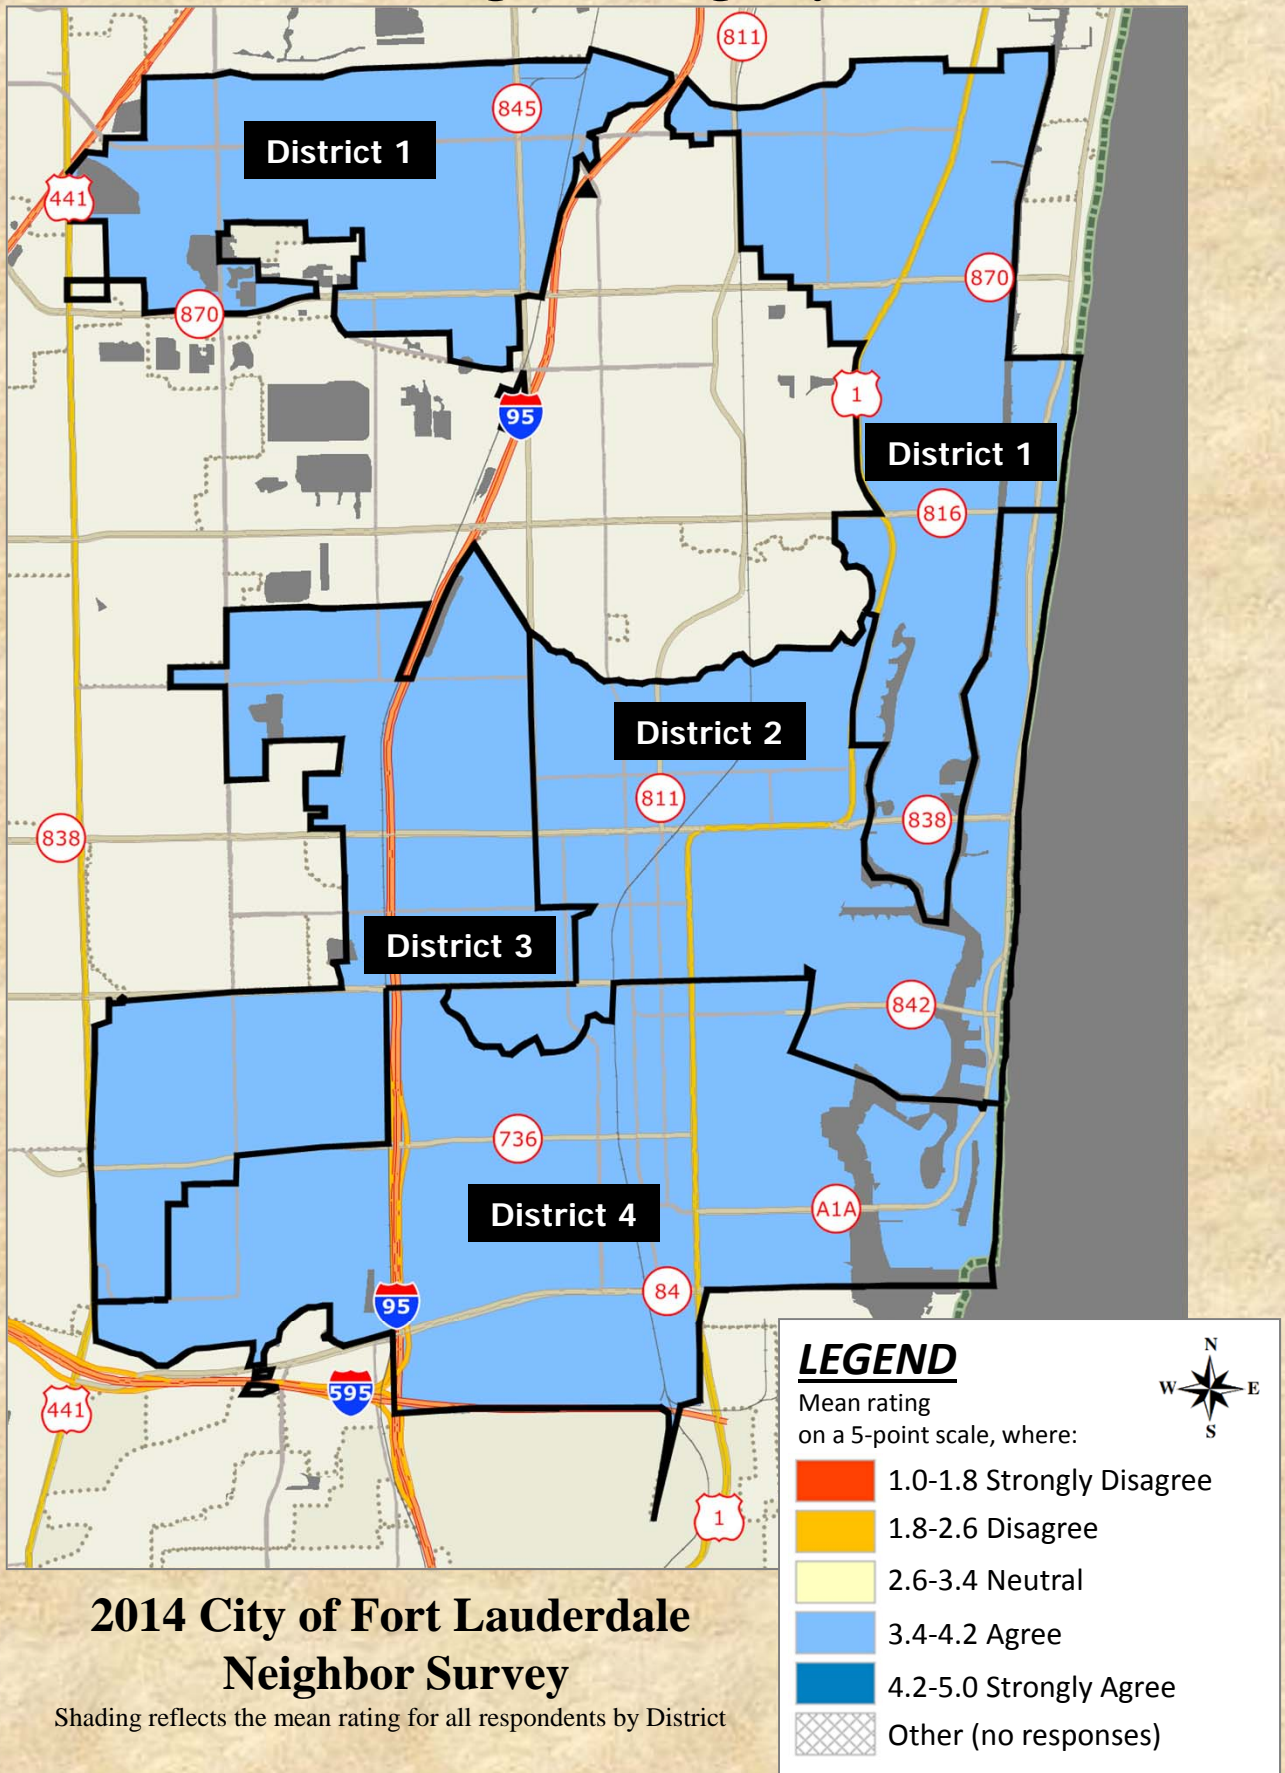 811
845
District 1
441
870
870
1
95
District 1
816
District 2
811
838
838
District 3
842
736
District 4
A1A
84
95
595
441
1
LEGEND
Mean rating
on a 5-point scale, where:
1.0-1.8 Strongly Disagree
1.8-2.6 Disagree
2.6-3.4 Neutral
3.4-4.2 Agree
4.2-5.0 Strongly Agree
Other (no responses)
N
W E
S
2014 City of Fort Lauderdale
Neighbor Survey
Shading reflects the mean rating for all respondents by District